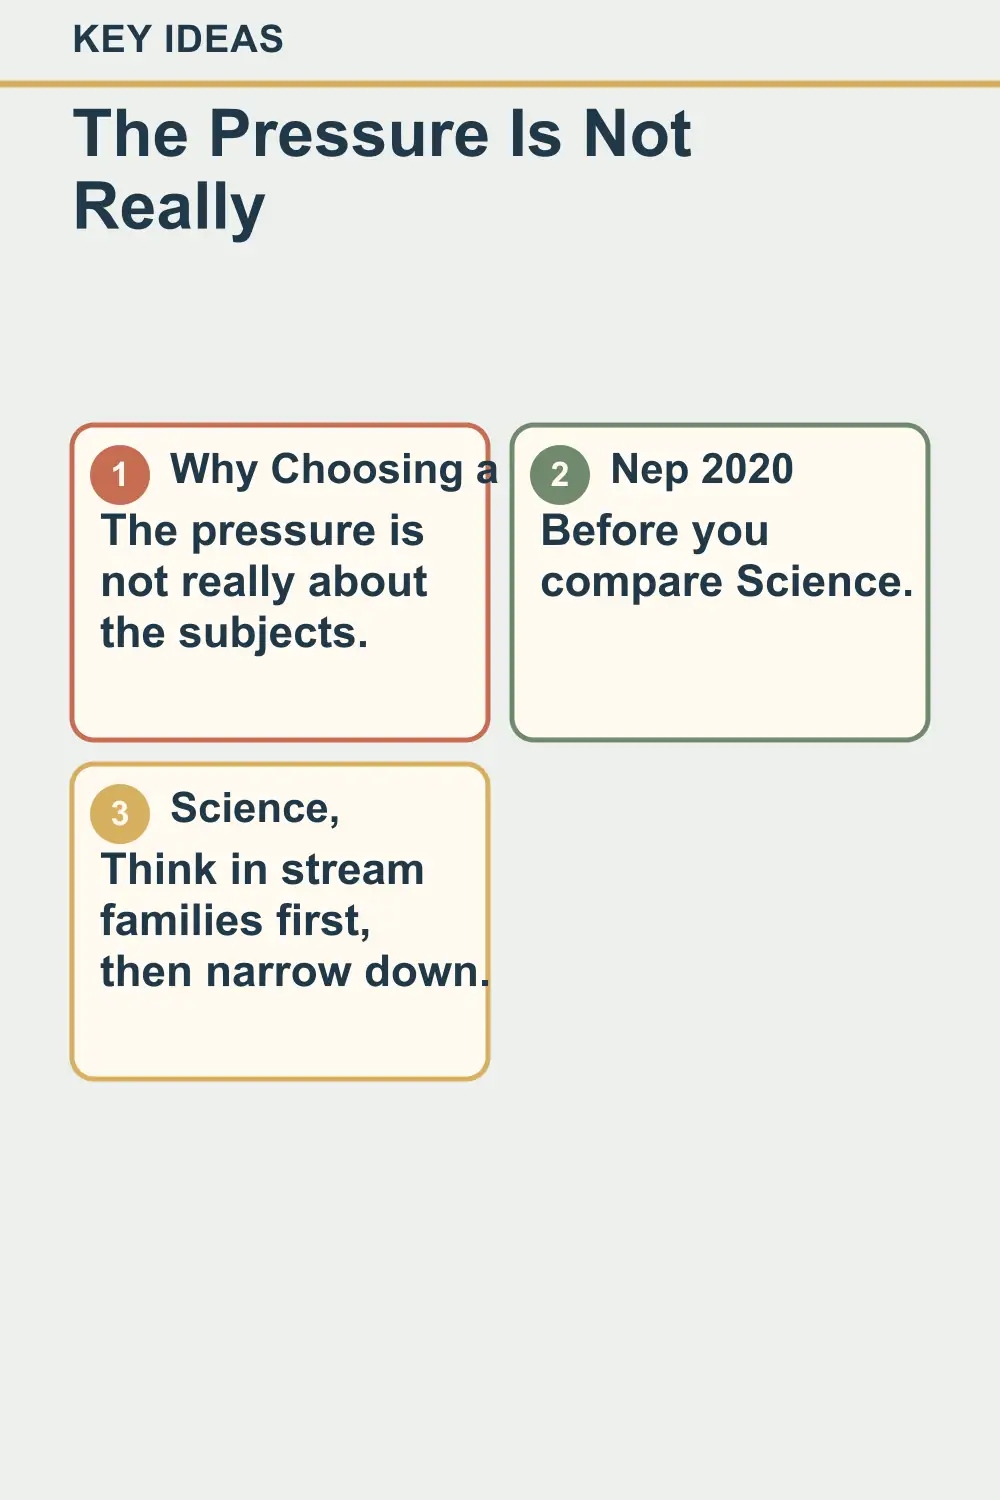 KEY IDEAS
The Pressure Is Not
Really
1 Why Choosing a
The pressure is
not really about
the subjects.
2 Nep 2020
Before you
compare Science.
3 Science,
Think in stream
families first,
then narrow down.